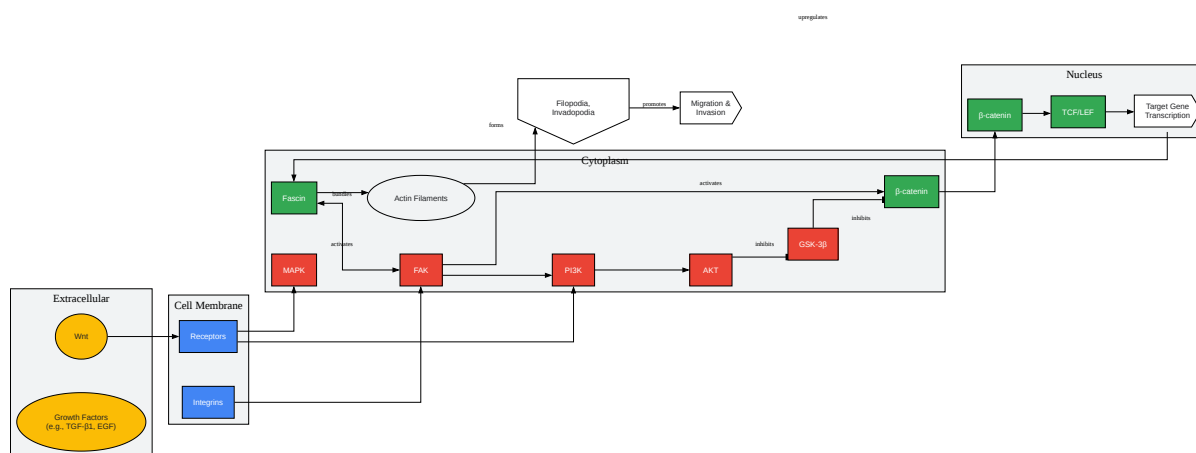 upregulates
Nucleus
β-catenin
TCF/LEF
Target Gene
Transcription
Filopodia,
Invadopodia
promotes
Migration &
Invasion
forms
Cytoplasm
Fascin
bundles
Actin Filaments
activates
β-catenin
inhibits
activates
inhibits
GSK-3β
MAPK
FAK
PI3K
AKT
Extracellular
Wnt
Growth Factors
(e.g., TGF-β1, EGF)
Cell Membrane
Receptors
Integrins